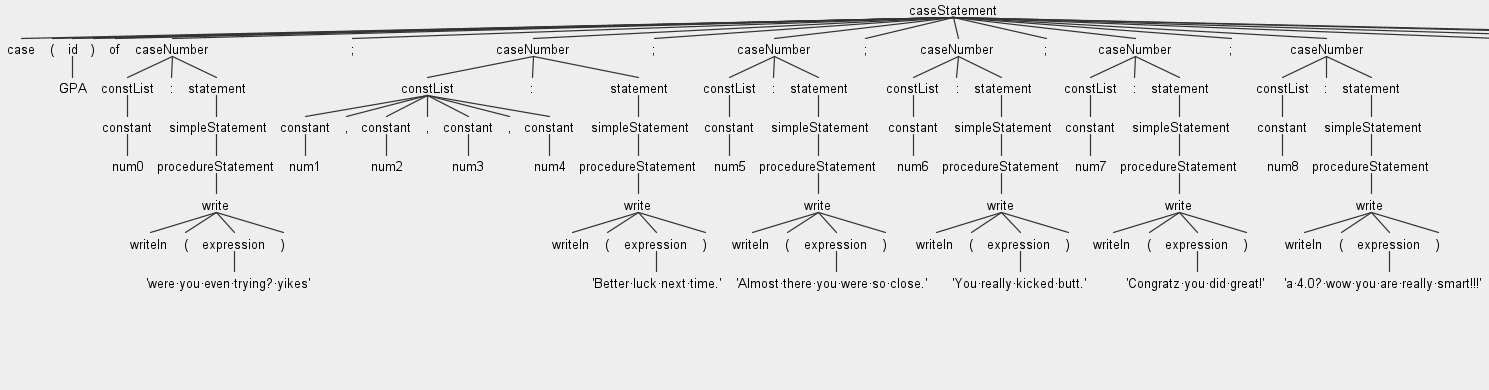 caseStatement
case ( id ) of caseNumber ; caseNumber ; caseNumber ; caseNumber ; caseNumber ; caseNumber
GPA constList : statement constList : statement constList : statement constList : statement constList : statement constList : statement
constant simpleStatement constant , constant , constant , constant simpleStatement constant simpleStatement constant simpleStatement constant simpleStatement constant simpleStatement
num0 procedureStatement num1 num2 num3 num4 procedureStatement num5 procedureStatement num6 procedureStatement num7 procedureStatement num8 procedureStatement
write write write write write write
writeln ( expression ) writeln ( expression ) writeln ( expression ) writeln ( expression ) writeln ( expression ) writeln ( expression )
'were·you·even·trying?·yikes' 'Better·luck·next·time.' 'Almost·there·you·were·so·close.' 'You·really·kicked·butt.' 'Congratz·you·did·great!' 'a·4.0?·wow·you·are·really·smart!!!'